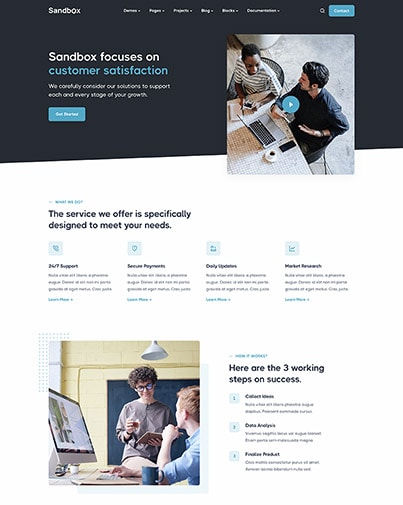 Sandbox
Demos Pages Projects Blog Blocks Documentation
Contact
Sandbox focuses on
customer satisfaction
We carefully consider our solutions to support
each and every stage of your growth.
Get Started
WHAT WE DO?
The service we offer is specifically
designed to meet your needs.
24/7 Support
Nulla vitae elit libero a pharetra
augue. Donec id elit non mi porta
gravida at eget metus. Cras justo.
Learn More
Secure Payments
Nulla vitae elit libero a pharetra
augue. Donec id elit non mi porta
gravida at eget metus. Cras justo.
Learn More
Daily Updates
Nulla vitae elit libero a pharetra
augue. Donec id elit non mi porta
gravida at eget metus. Cras justo.
Learn More
Market Research
Nulla vitae elit libero a pharetra
augue. Donec id elit non mi porta
gravida at eget metus. Cras justo.
Learn More
HOW IT WORKS?
Here are the 3 working
steps on success.
1
Collect Ideas
Nulla vitae elit libero pharetra augue
dapibus. Praesent commodo cursus.
2
Data Analysis
Vivamus sagittis lacus vel augue laoreet.
Etiam porta sem malesuada magna.
3
Finalize Product
Cras mattis consectetur purus sit amet.
Aenean lacinia bibendum nulla sed.